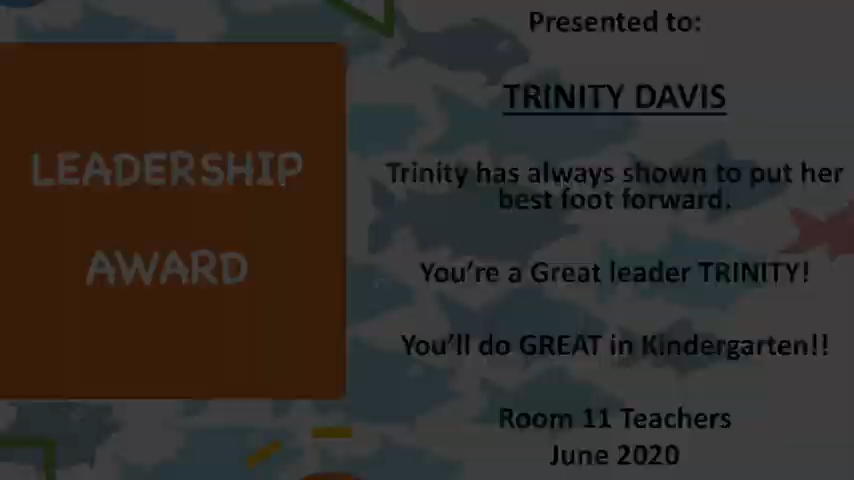 LEADERSHIP
AWARD
Presented to:
TRINITY DAVIS
Trinity has always shown to put her
best foot forward.
You're a Great leader TRINITY!
You'll do GREAT in Kindergarten!!
Room 11 Teachers
June 2020